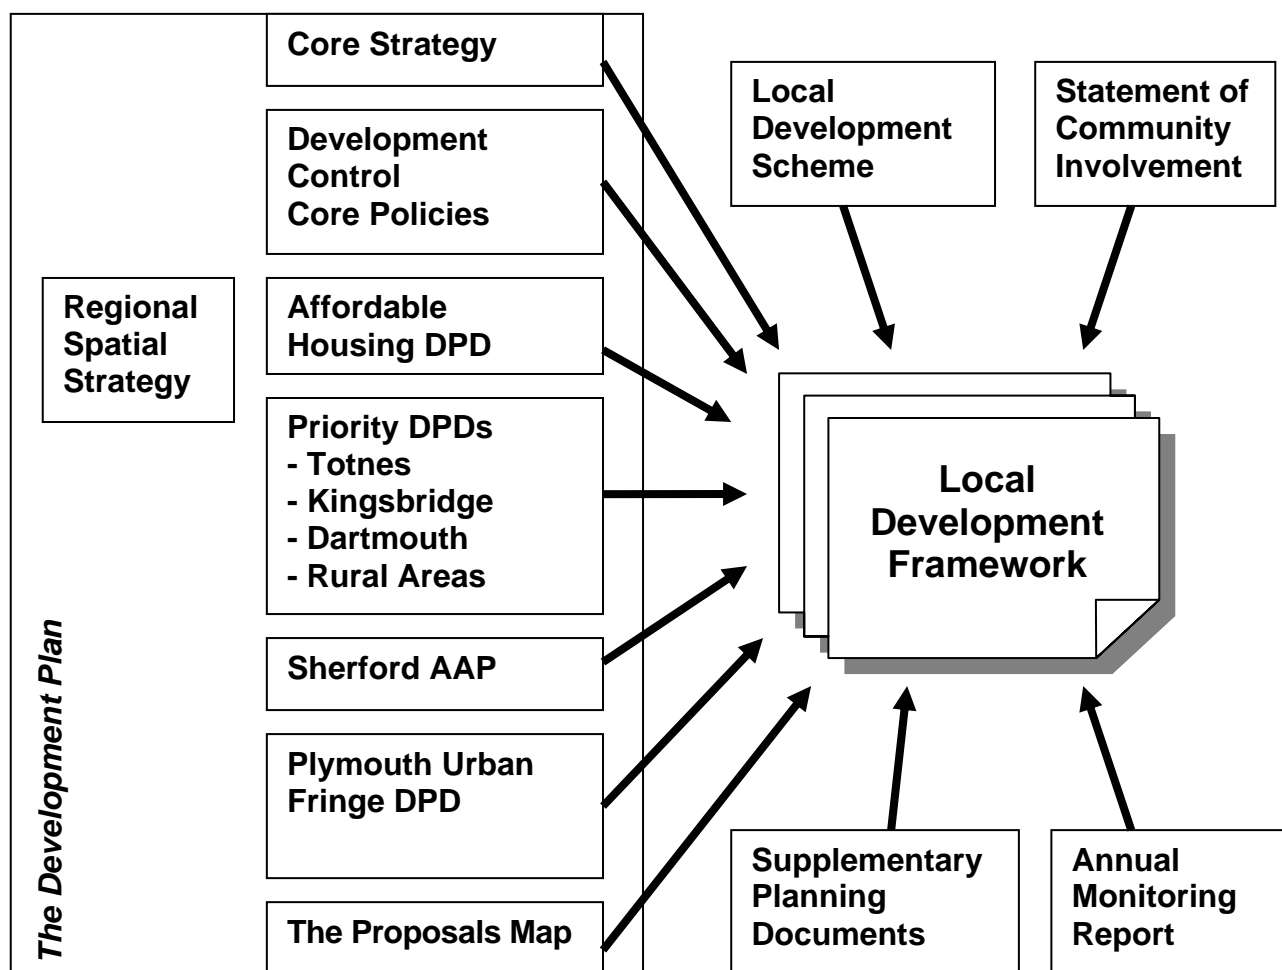 Core Strategy
Development
Control
Core Policies
Regional
Spatial
Strategy
Affordable
Housing DPD
Priority DPDs
- Totnes
- Kingsbridge
- Dartmouth
- Rural Areas
Sherford AAP
Plymouth Urban
Fringe DPD
The Proposals Map
The Development Plan
Local
Development
Scheme
Statement of
Community
Involvement
Local
Development
Framework
Supplementary
Planning
Documents
Annual
Monitoring
Report